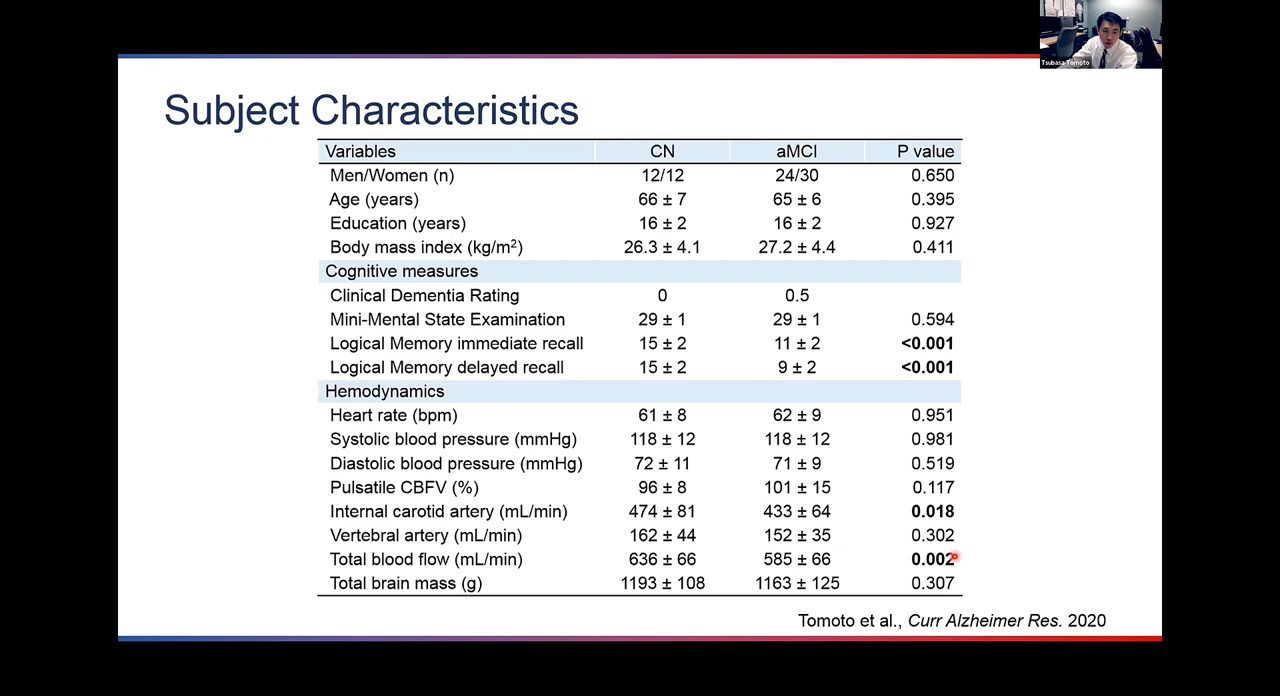 Tsubasa Tomoto
Subject Characteristics
Variables CN aMCI P value
Men/Women (n) 12/12 24/30 0.650
Age (years) 66 ± 7 65 ± 6 0.395
Education (years) 16 ± 2 16 ± 2 0.927
Body mass index (kg/m²) 26.3 ± 4.1 27.2 ± 4.4 0.411
Cognitive measures
Clinical Dementia Rating 0 0.5
Mini-Mental State Examination 29 ± 1 29 ± 1 0.594
Logical Memory immediate recall 15 ± 2 11 ± 2 <0.001
Logical Memory delayed recall 15 ± 2 9 ± 2 <0.001
Hemodynamics
Heart rate (bpm) 61 ± 8 62 ± 9 0.951
Systolic blood pressure (mmHg) 118 ± 12 118 ± 12 0.981
Diastolic blood pressure (mmHg) 72 ± 11 71 ± 9 0.519
Pulsatile CBFV (%) 96 ± 8 101 ± 15 0.117
Internal carotid artery (mL/min) 474 ± 81 433 ± 64 0.018
Vertebral artery (mL/min) 162 ± 44 152 ± 35 0.302
Total blood flow (mL/min) 636 ± 66 585 ± 66 0.002
Total brain mass (g) 1193 ± 108 1163 ± 125 0.307
Tomoto et al., Curr Alzheimer Res. 2020